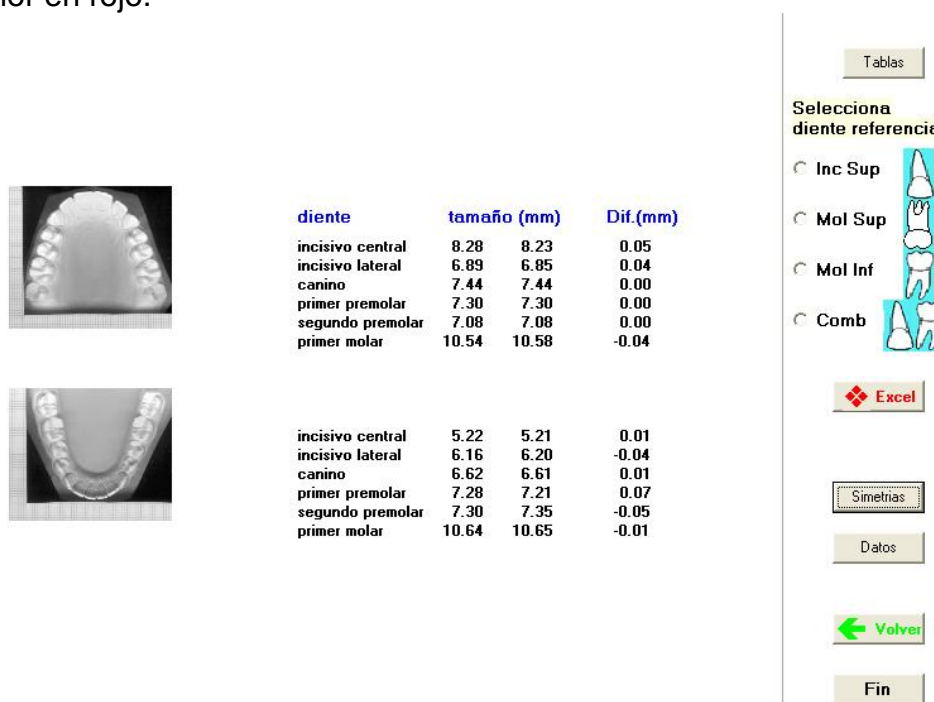 en rojo.
diente tamaño (mm) Dif.(mm)
incisivo central 8.28 8.23 0.05
incisivo lateral 6.89 6.85 0.04
canino 7.44 7.44 0.00
primer premolar 7.30 7.30 0.00
segundo premolar 7.08 7.08 0.00
primer molar 10.54 10.58 -0.04
incisivo central 5.22 5.21 0.01
incisivo lateral 6.16 6.20 -0.04
canino 6.62 6.61 0.01
primer premolar 7.28 7.21 0.07
segundo premolar 7.30 7.35 -0.05
primer molar 10.64 10.65 -0.01
Tablas
Selecciona
diente referencia
Inc Sup
Mol Sup
Mol Inf
Comb
Excel
Simetrias
Datos
Volver
Fin